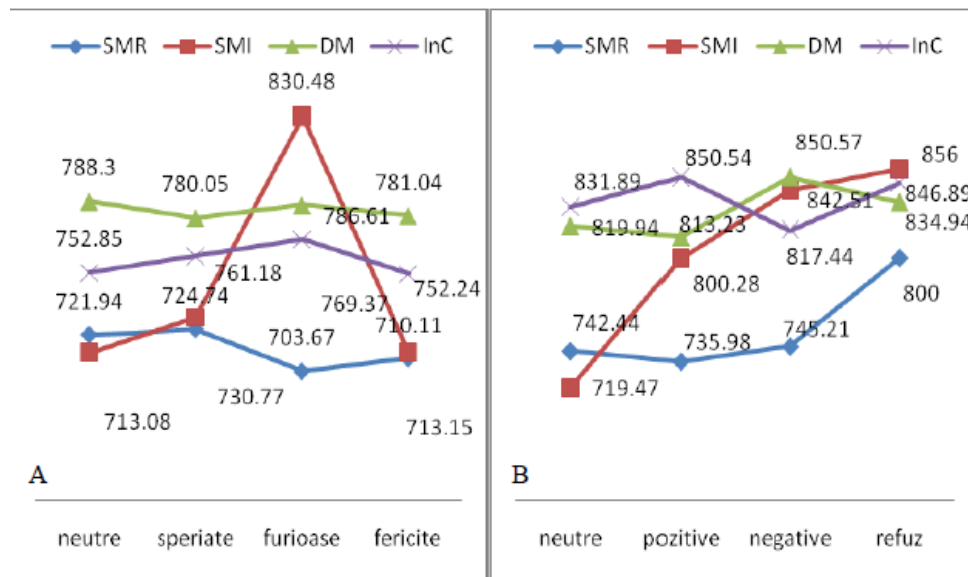 SMR SMI DM InC
830.48
788.3 780.05 781.04
786.61
752.85 761.18 752.24
721.94 724.74 769.37
703.67 710.11
730.77
713.08 713.15
A
neutre speriate furioase fericite
SMR SMI DM InC
850.57
831.89 850.54 856
842.51 846.89
819.94 813.23 834.94
817.44
800.28 800
742.44 735.98 745.21
719.47
B
neutre pozitive negative refuz